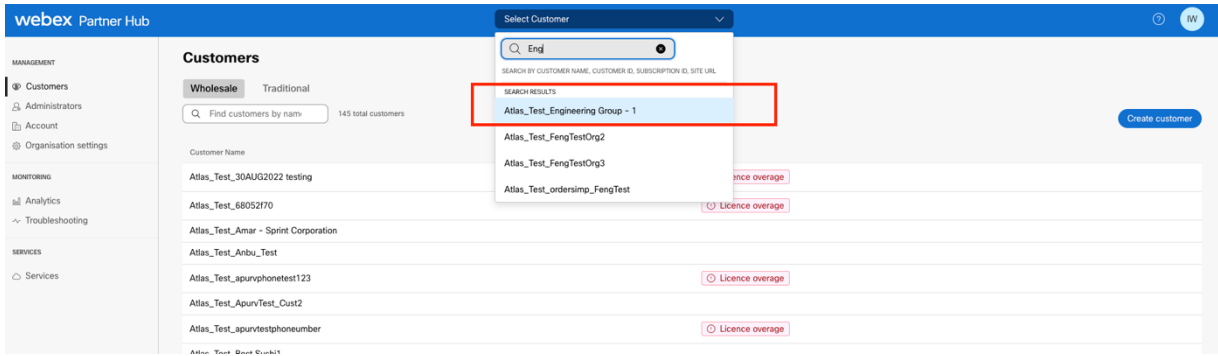 webex Partner Hub
Select Customer
IW
Eng
SEARCH BY CUSTOMER NAME, CUSTOMER ID, SUBSCRIPTION ID, SITE URL
SEARCH RESULTS
Atlas_Test_Engineering Group - 1
Atlas_Test_FengTestOrg2
Atlas_Test_FengTestOrg3
Atlas_Test_ordersimp_FengTest
MANAGEMENT
Customers
Administrators
Account
Organisation settings
MONITORING
Analytics
Troubleshooting
SERVICES
Services
Customers
Wholesale Traditional
Find customers by nam 145 total customers
Create customer
Customer Name
Atlas_Test_30AUG2022 testing ence overage
Atlas_Test_68052f70 Licence overage
Atlas_Test_Amar - Sprint Corporation
Atlas_Test_Anbu_Test
Atlas_Test_apurvphonetest123 Licence overage
Atlas_Test_ApurvTest_Cust2
Atlas_Test_apurvtestphoneumber Licence overage
Atlas_Test_Best Sushi1